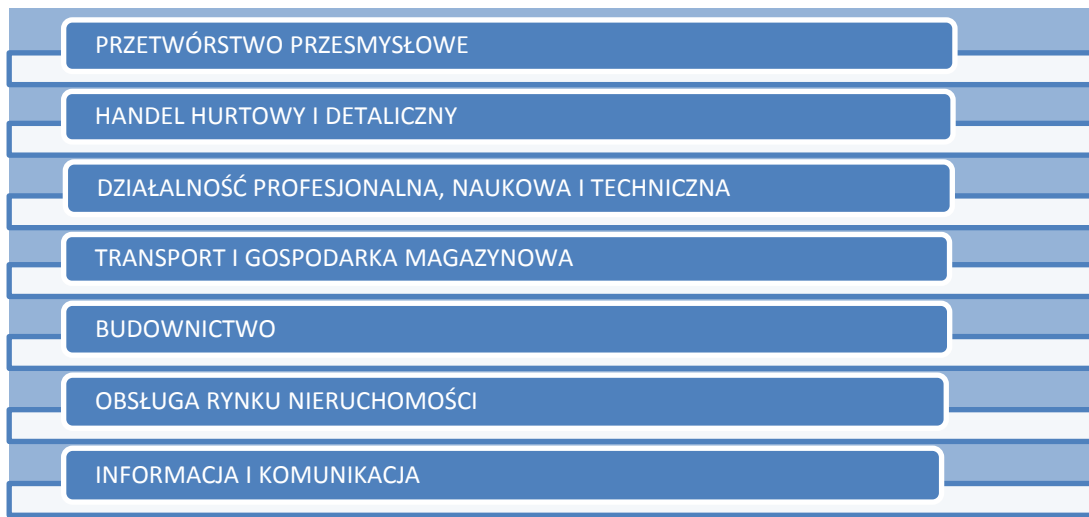 PRZETWÓRSTWO PRZESMYSŁOWE
HANDEL HURTOWY I DETALICZNY
DZIAŁALNOŚĆ PROFESJONALNA, NAUKOWA I TECHNICZNA
TRANSPORT I GOSPODARKA MAGAZYNOWA
BUDOWNICTWO
OBSŁUGA RYNKU NIERUCHOMOŚCI
INFORMACJA I KOMUNIKACJA